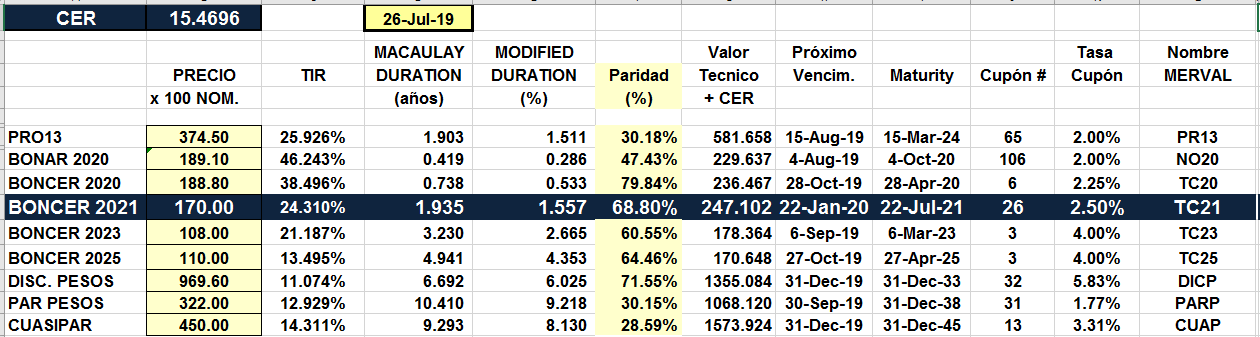 CER 15.4696 26-Jul-19
MACAULAY MODIFIED Valor Próximo Tasa Nombre
PRECIO TIR DURATION DURATION Paridad Tecnico Vencim. Maturity Cupón # Cupón MERVAL
x 100 NOM. (años) (%) (%) + CER
PRO13 374.50 25.926% 1.903 1.511 30.18% 581.658 15-Aug-19 15-Mar-24 65 2.00% PR13
BONAR 2020 189.10 46.243% 0.419 0.286 47.43% 229.637 4-Aug-19 4-Oct-20 106 2.00% NO20
BONCER 2020 188.80 38.496% 0.738 0.533 79.84% 236.467 28-Oct-19 28-Apr-20 6 2.25% TC20
BONCER 2021 170.00 24.310% 1.935 1.557 68.80% 247.102 22-Jan-20 22-Jul-21 26 2.50% TC21
BONCER 2023 108.00 21.187% 3.230 2.665 60.55% 178.364 6-Sep-19 6-Mar-23 3 4.00% TC23
BONCER 2025 110.00 13.495% 4.941 4.353 64.46% 170.648 27-Oct-19 27-Apr-25 3 4.00% TC25
DISC. PESOS 969.60 11.074% 6.692 6.025 71.55% 1355.084 31-Dec-19 31-Dec-33 32 5.83% DICP
PAR PESOS 322.00 12.929% 10.410 9.218 30.15% 1068.120 30-Sep-19 31-Dec-38 31 1.77% PARP
CUASIPAR 450.00 14.311% 9.293 8.130 28.59% 1573.924 31-Dec-19 31-Dec-45 13 3.31% CUAP